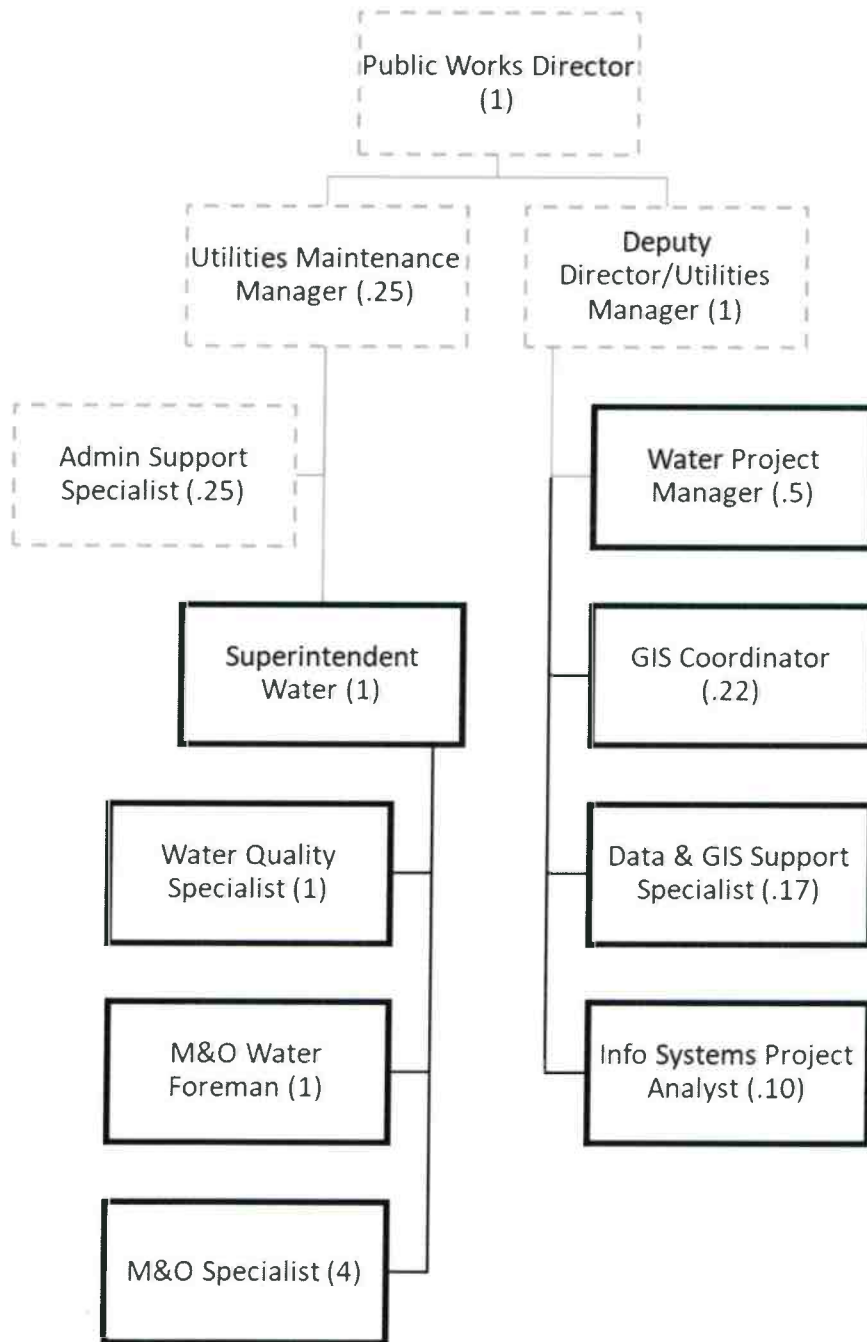 Public Works Director
(1)
Utilities Maintenance
Manager (.25)
Deputy
Director/Utilities
Manager (1)
Admin Support
Specialist (.25)
Water Project
Manager (.5)
Superintendent
Water (1)
GIS Coordinator
(.22)
Water Quality
Specialist (1)
Data & GIS Support
Specialist (.17)
M&O Water
Foreman (1)
Info Systems Project
Analyst (.10)
M&O Specialist (4)